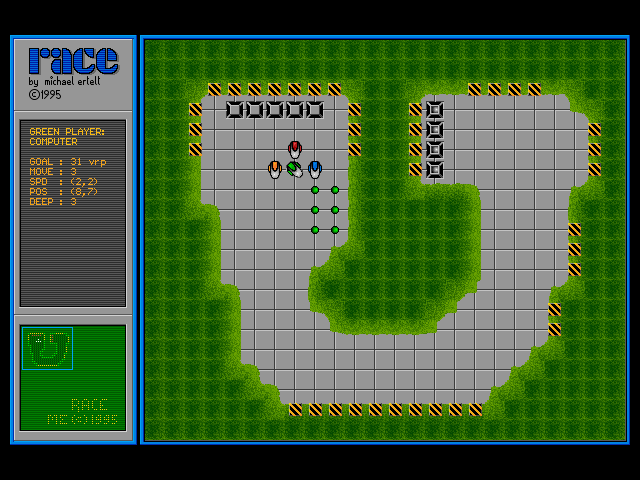 race
by michael ertelt
©1995
GREEN PLAYER:
COMPUTER
GOAL : 31 vrp
MOVE : 3
SPD : (2,2)
POS : (8,7)
DEEP : 3
RACE
ME(c)1995